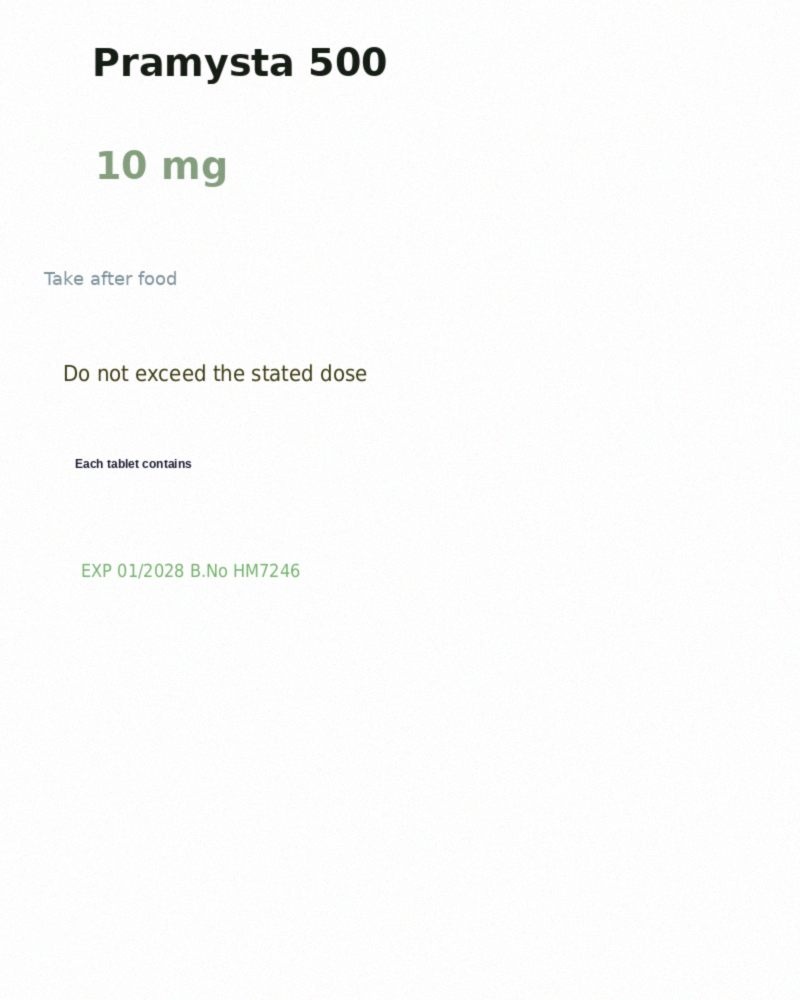 Pramysta 500
10 mg
Take after food
Do not exceed the stated dose
Each tablet contains
EXP 01/2028 B.No HM7246